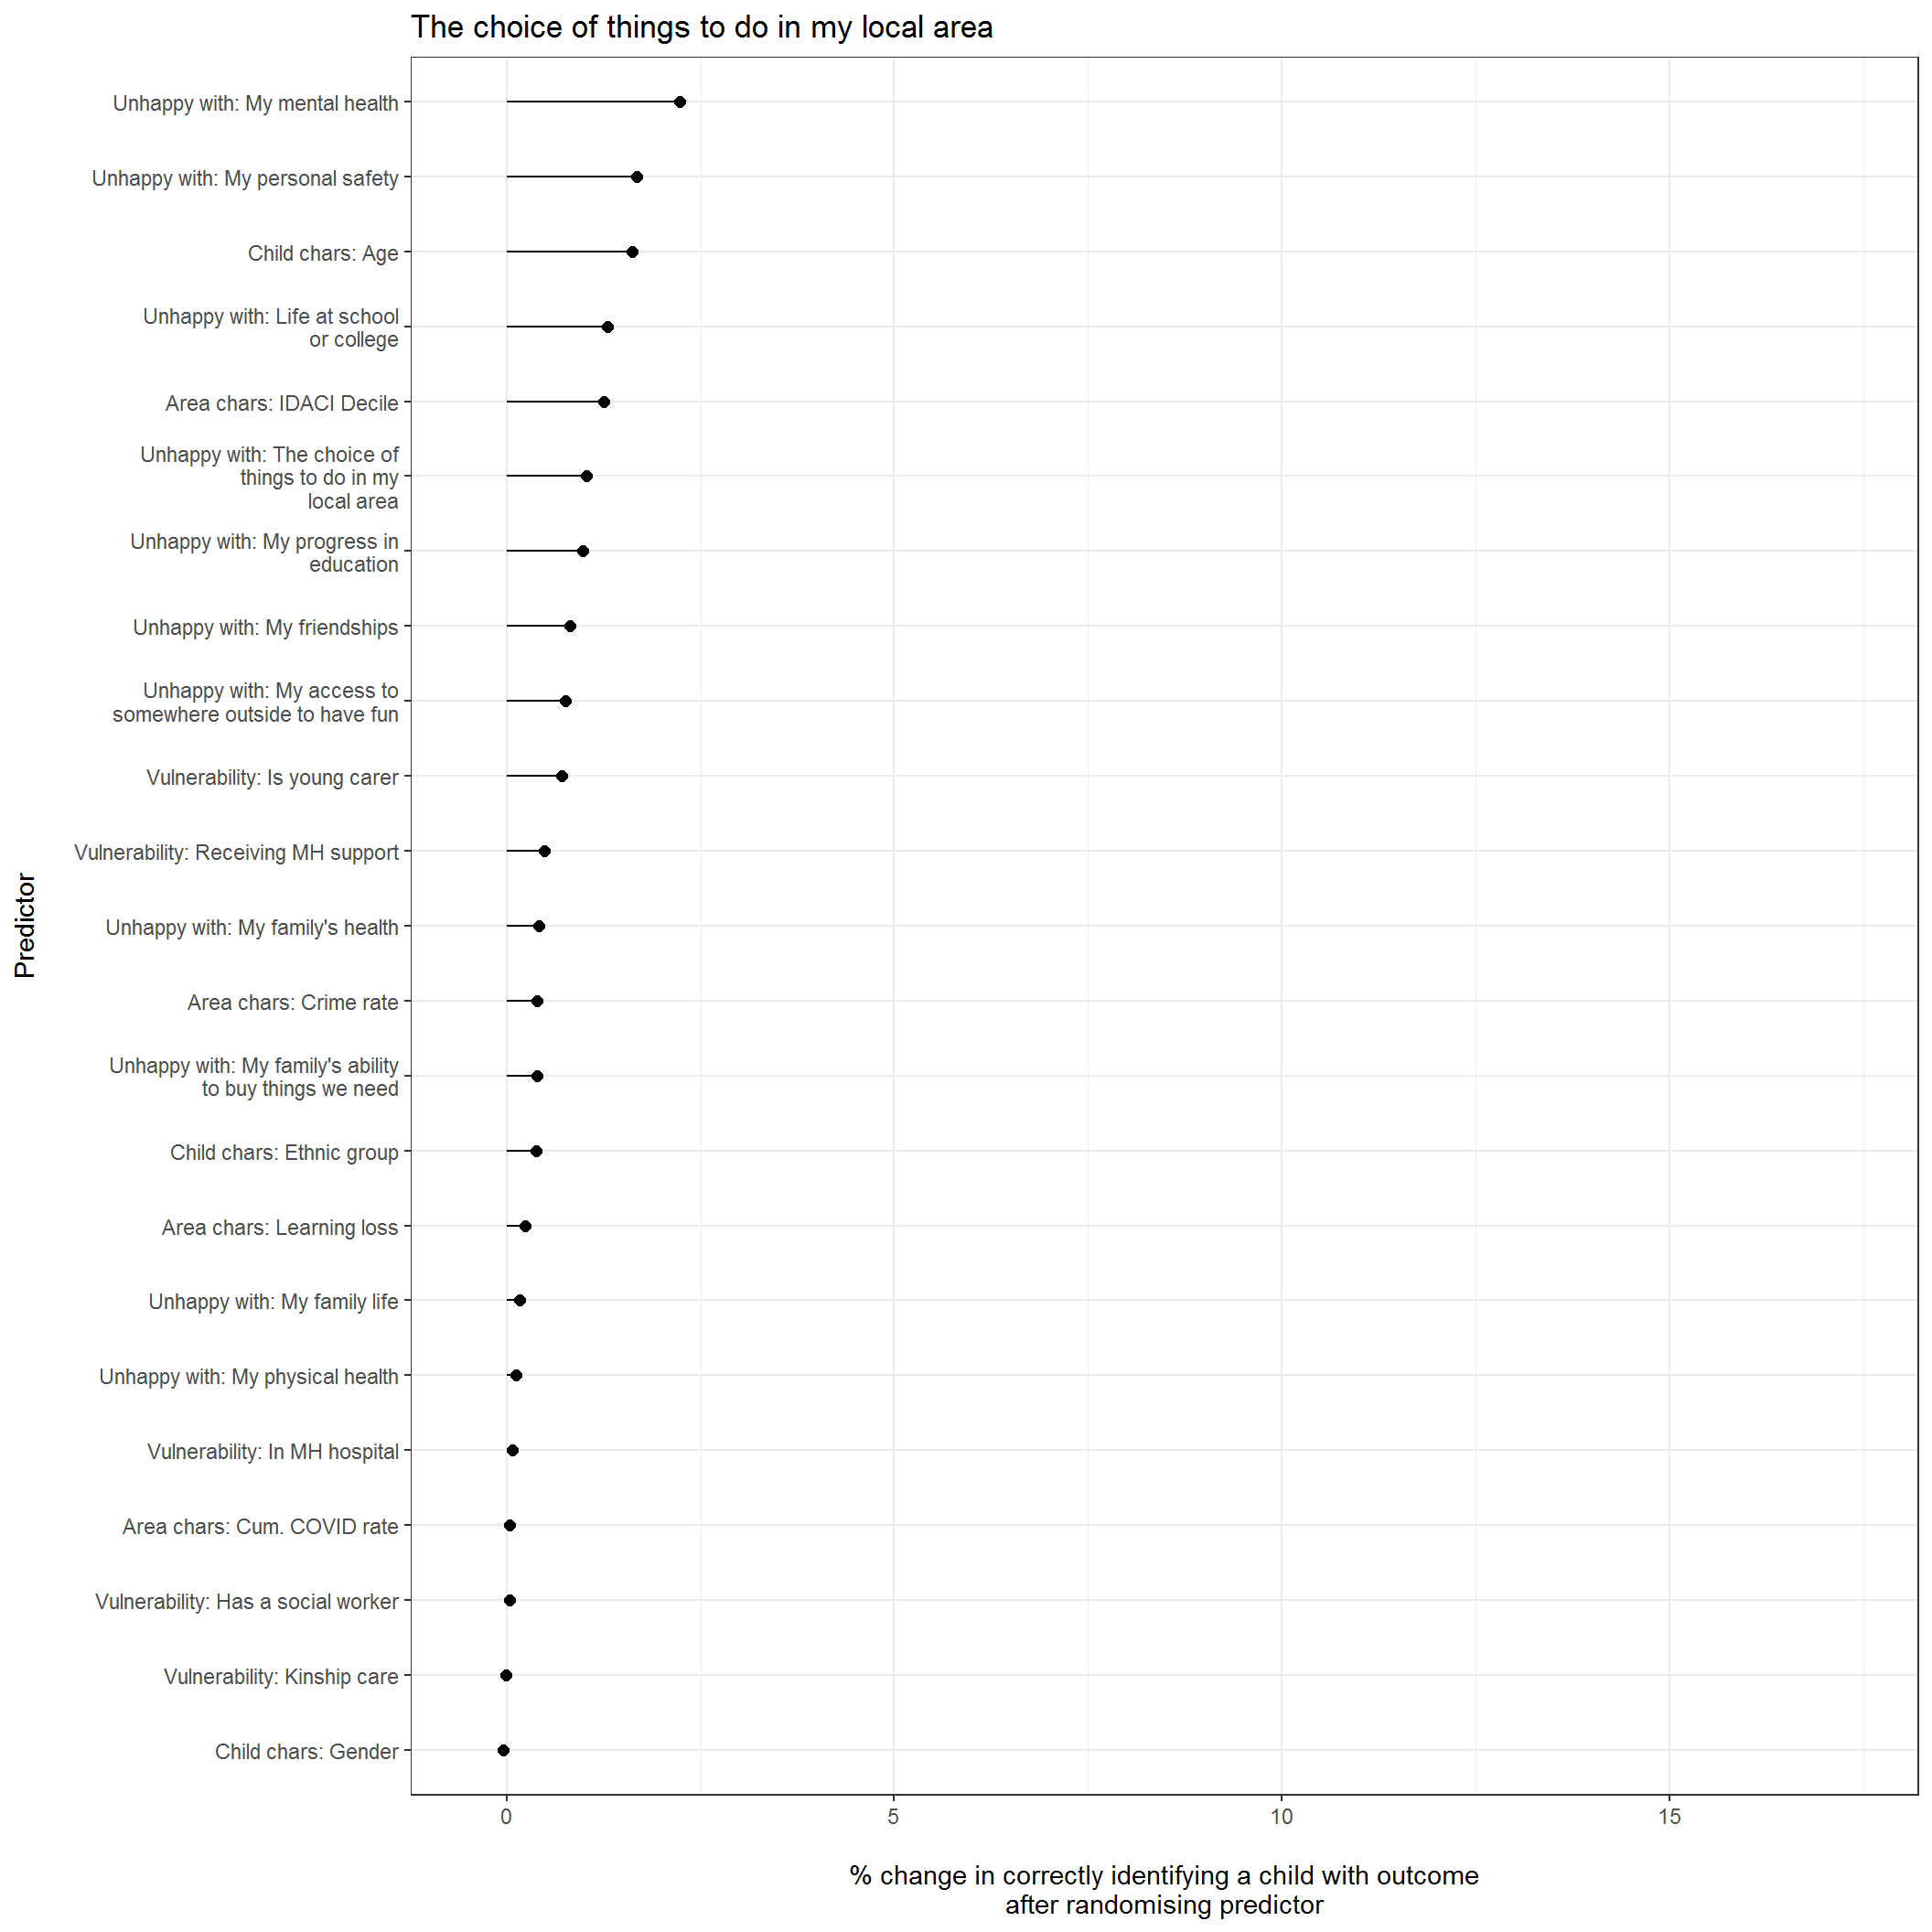 The choice of things to do in my local area
Unhappy with: My mental health
Unhappy with: My personal safety
Child chars: Age
Unhappy with: Life at school
or college
Area chars: IDACI Decile
Unhappy with: The choice of
things to do in my
local area
Unhappy with: My progress in
education
Unhappy with: My friendships
Unhappy with: My access to
somewhere outside to have fun
Vulnerability: Is young carer
Vulnerability: Receiving MH support
Unhappy with: My family's health
Area chars: Crime rate
Unhappy with: My family's ability
to buy things we need
Child chars: Ethnic group
Area chars: Learning loss
Unhappy with: My family life
Unhappy with: My physical health
Vulnerability: In MH hospital
Area chars: Cum. COVID rate
Vulnerability: Has a social worker
Vulnerability: Kinship care
Child chars: Gender
Predictor
0 5 10 15
% change in correctly identifying a child with outcome
after randomising predictor